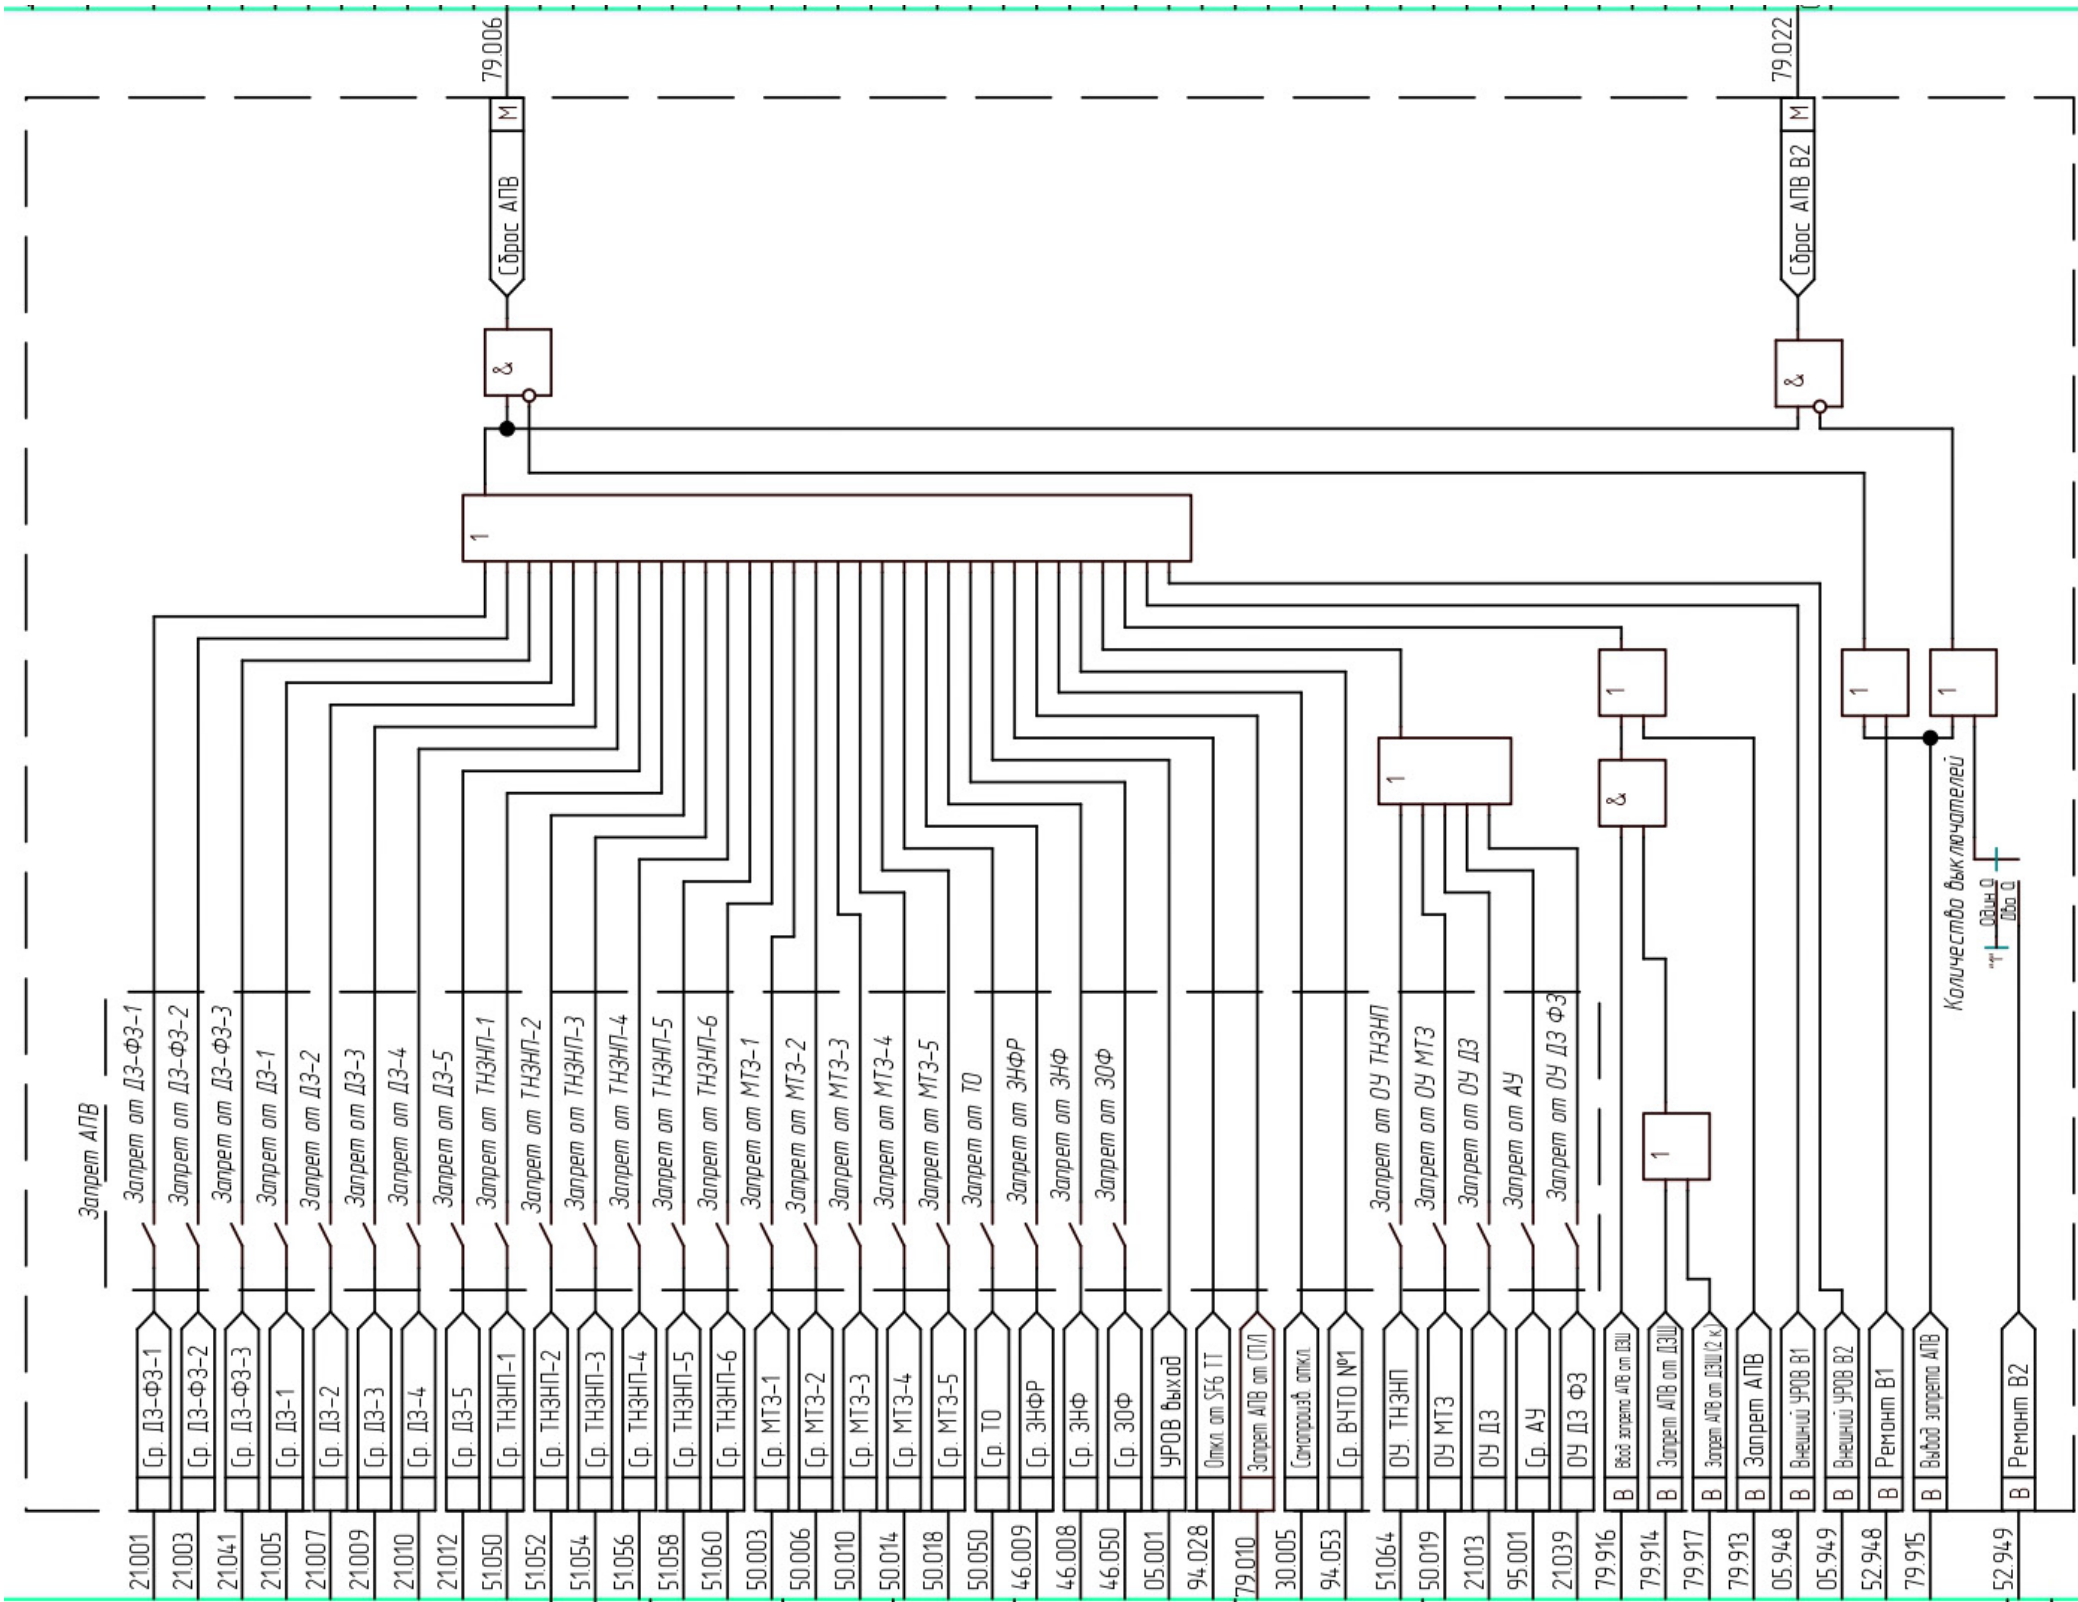 79.006
79.022
М
Сброс АПВ
М
Сброс АПВ В2
&
&
1
1
1
1
1
&
1
Количество выключателей
Один Q
Два Q
Запрет АПВ
Запрет от ДЗ-ФЗ-1
Запрет от ДЗ-ФЗ-2
Запрет от ДЗ-ФЗ-3
Запрет от ДЗ-1
Запрет от ДЗ-2
Запрет от ДЗ-3
Запрет от ДЗ-4
Запрет от ДЗ-5
Запрет от ТНЗНП-1
Запрет от ТНЗНП-2
Запрет от ТНЗНП-3
Запрет от ТНЗНП-4
Запрет от ТНЗНП-5
Запрет от ТНЗНП-6
Запрет от МТЗ-1
Запрет от МТЗ-2
Запрет от МТЗ-3
Запрет от МТЗ-4
Запрет от МТЗ-5
Запрет от ТО
Запрет от ЗНФР
Запрет от ЗНФ
Запрет от ЗОФ
Запрет от ОУ ТНЗНП
Запрет от ОУ МТЗ
Запрет от ОУ ДЗ
Запрет от АУ
Запрет от ОУ ДЗ ФЗ
Ср. ДЗ-ФЗ-1
Ср. ДЗ-ФЗ-2
Ср. ДЗ-ФЗ-3
Ср. ДЗ-1
Ср. ДЗ-2
Ср. ДЗ-3
Ср. ДЗ-4
Ср. ДЗ-5
Ср. ТНЗНП-1
Ср. ТНЗНП-2
Ср. ТНЗНП-3
Ср. ТНЗНП-4
Ср. ТНЗНП-5
Ср. ТНЗНП-6
Ср. МТЗ-1
Ср. МТЗ-2
Ср. МТЗ-3
Ср. МТЗ-4
Ср. МТЗ-5
Ср. ТО
Ср. ЗНФР
Ср. ЗНФ
Ср. ЗОФ
УРОВ выход
Откл. от SF6 ТТ
Запрет АПВ от СПЛ
Самопроизв. откл.
Ср. ВЧТО №1
ОУ. ТНЗНП
ОУ МТЗ
ОУ ДЗ
Ср. АУ
ОУ ДЗ ФЗ
В Ввод запрета АПВ от ДЗШ
В Запрет АПВ от ДЗШ
В Запрет АПВ от ДЗШ (2 к.)
В Запрет АПВ
В Внешний УРОВ В1
В Внешний УРОВ В2
В Ремонт В1
В Вывод запрета АПВ
В Ремонт В2
21.001
21.003
21.041
21.005
21.007
21.009
21.010
21.012
51.050
51.052
51.054
51.056
51.058
51.060
50.003
50.006
50.010
50.014
50.018
50.050
46.009
46.008
46.050
05.001
94.028
79.010
30.005
94.053
51.064
50.019
21.013
95.001
21.039
79.916
79.914
79.917
79.913
05.948
05.949
52.948
79.915
52.949